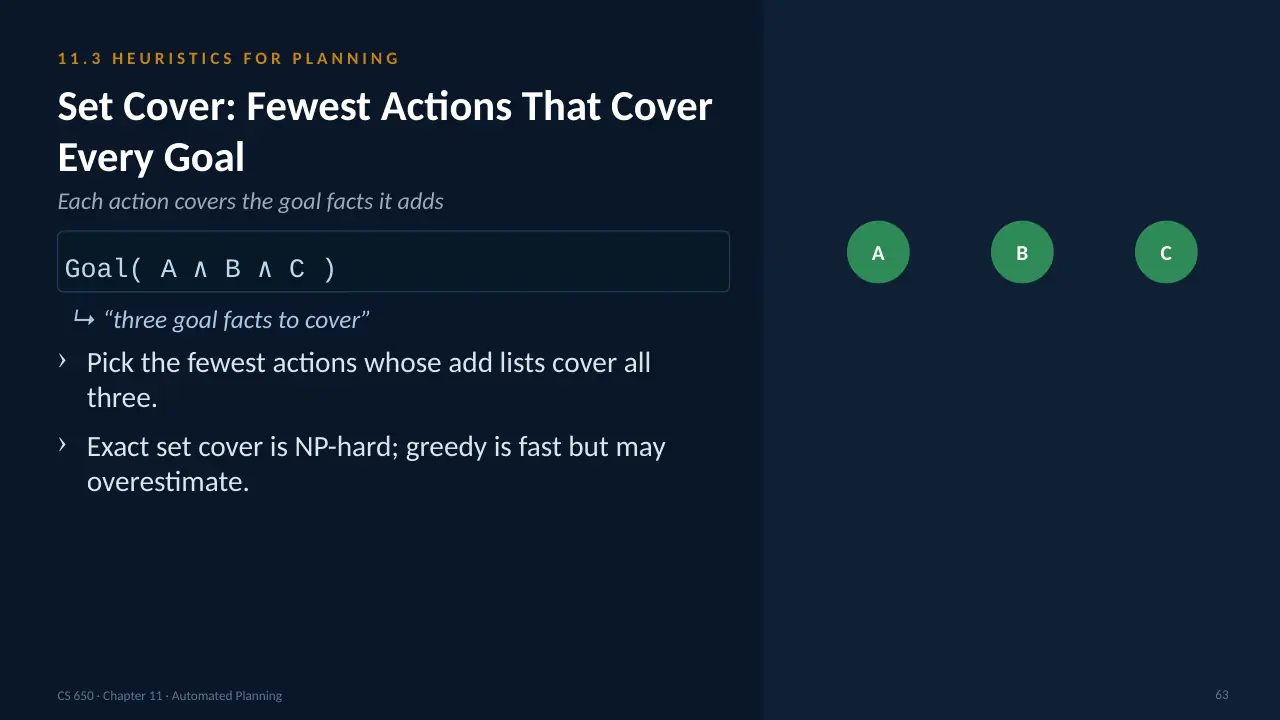 11.3 HEURISTICS FOR PLANNING
Set Cover: Fewest Actions That Cover
Every Goal
Each action covers the goal facts it adds
Goal( A ∧ B ∧ C )
↪ “three goal facts to cover”
› Pick the fewest actions whose add lists cover all
three.
› Exact set cover is NP-hard; greedy is fast but may
overestimate.
A B C
CS 650 · Chapter 11 · Automated Planning
63